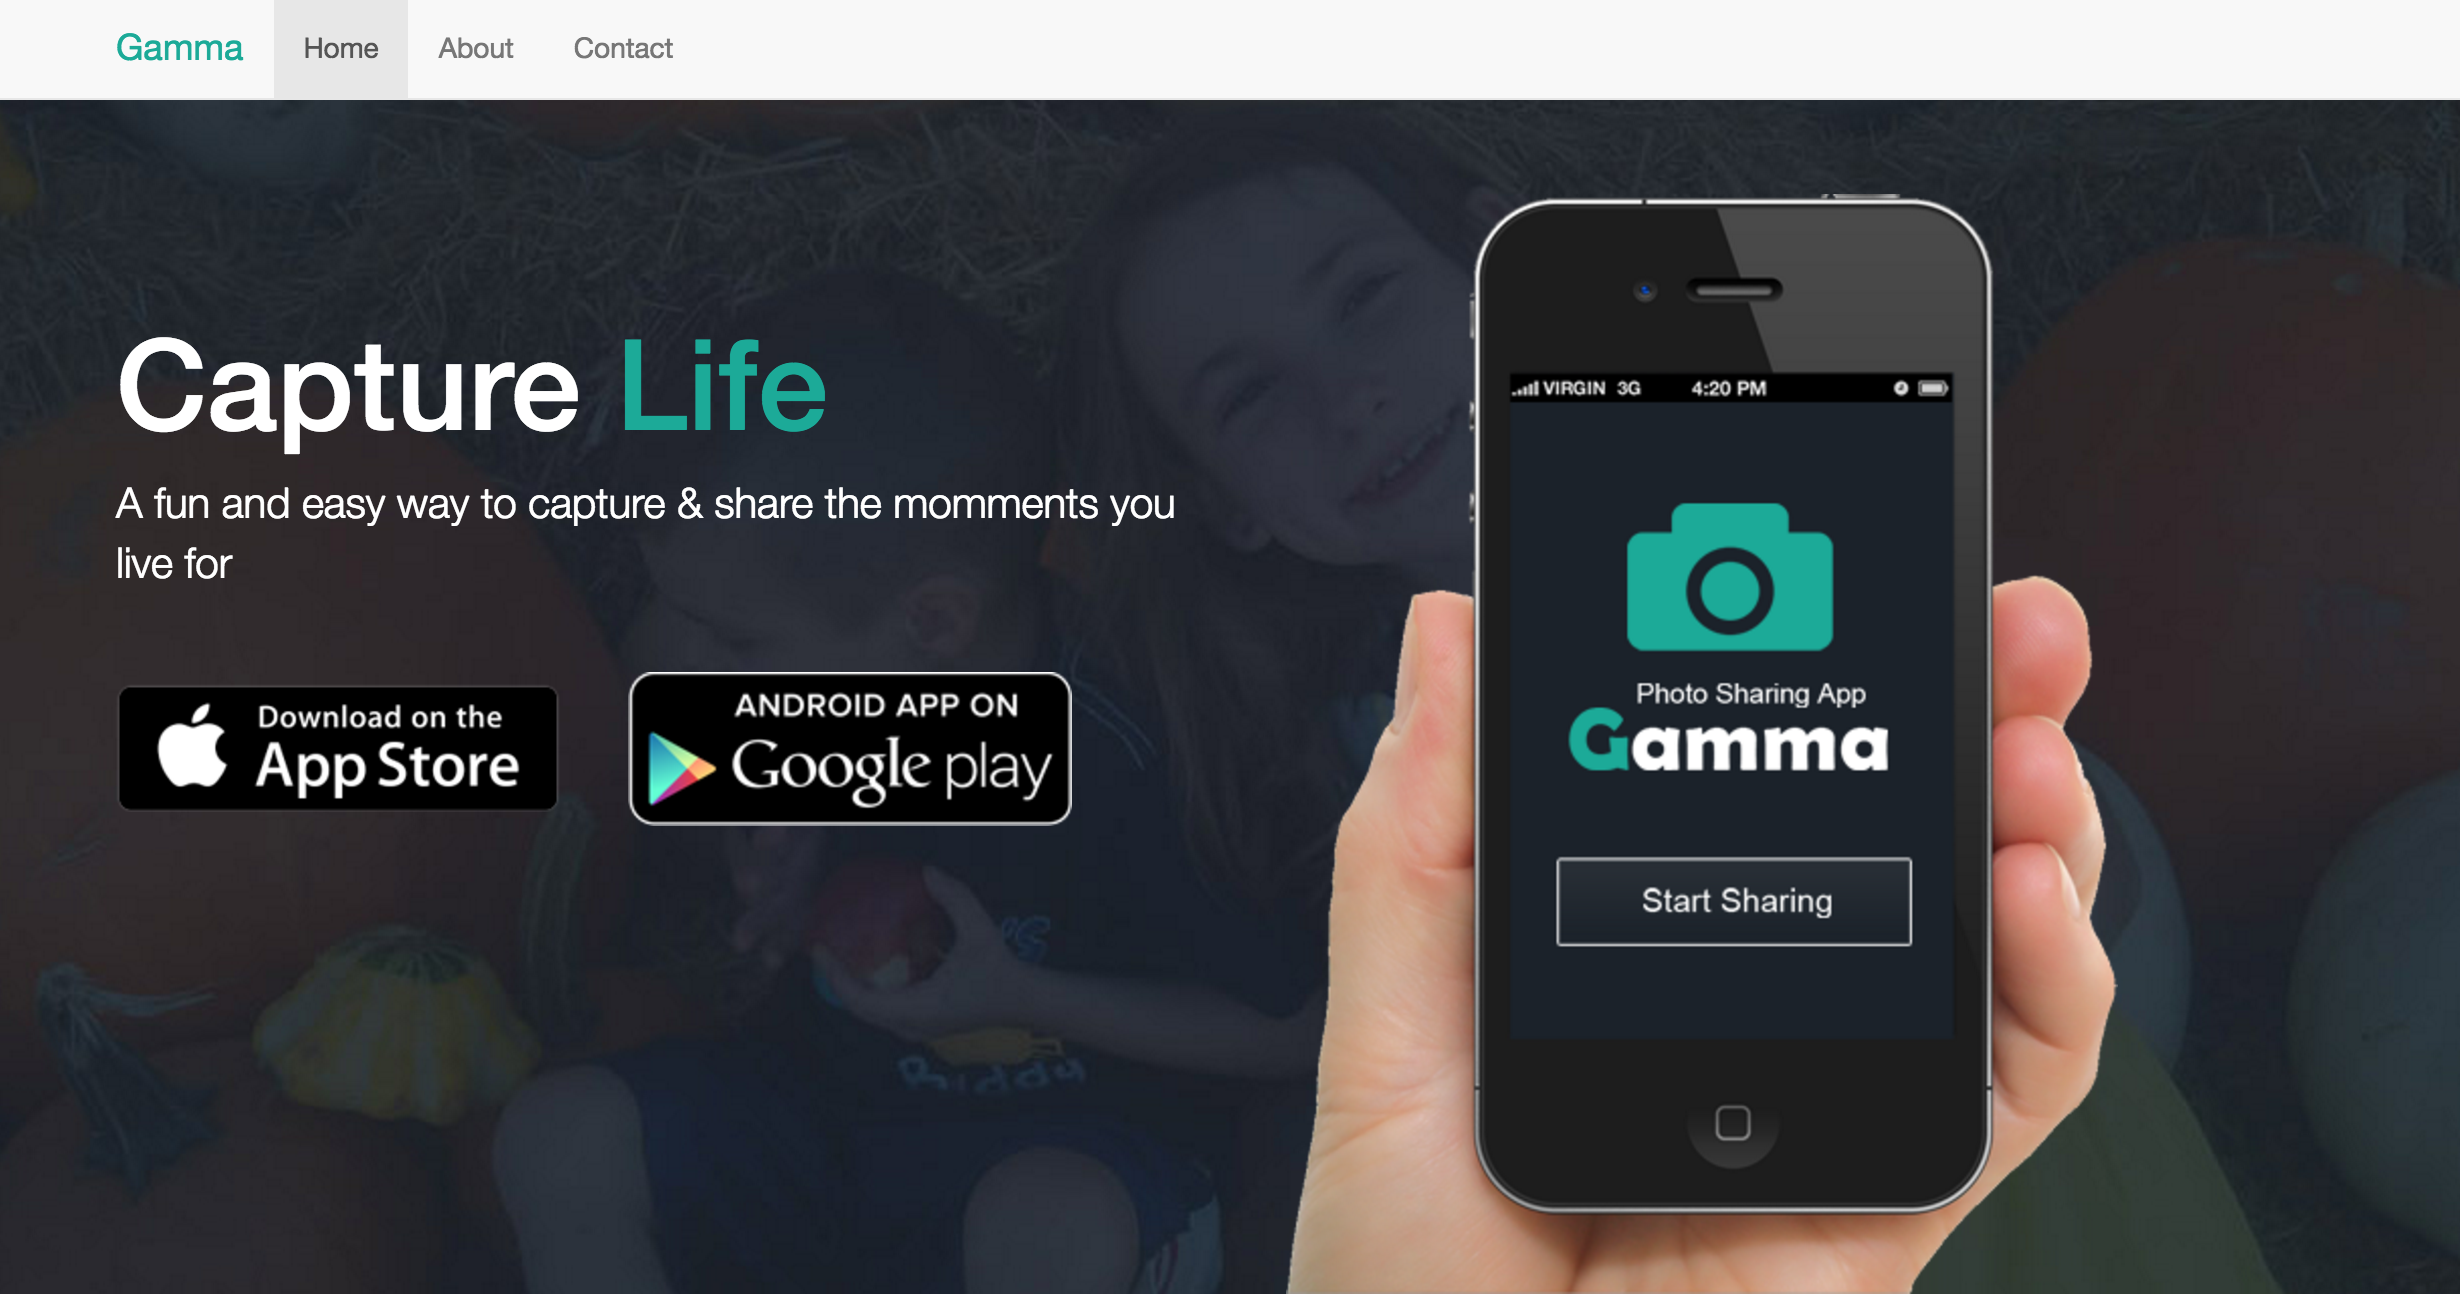 Gamma Home About Contact
Capture Life
A fun and easy way to capture & share the momments you
live for
Download on the
App Store
ANDROID APP ON
Google play
VIRGIN 3G 4:20 PM
Photo Sharing App
Gamma
Start Sharing